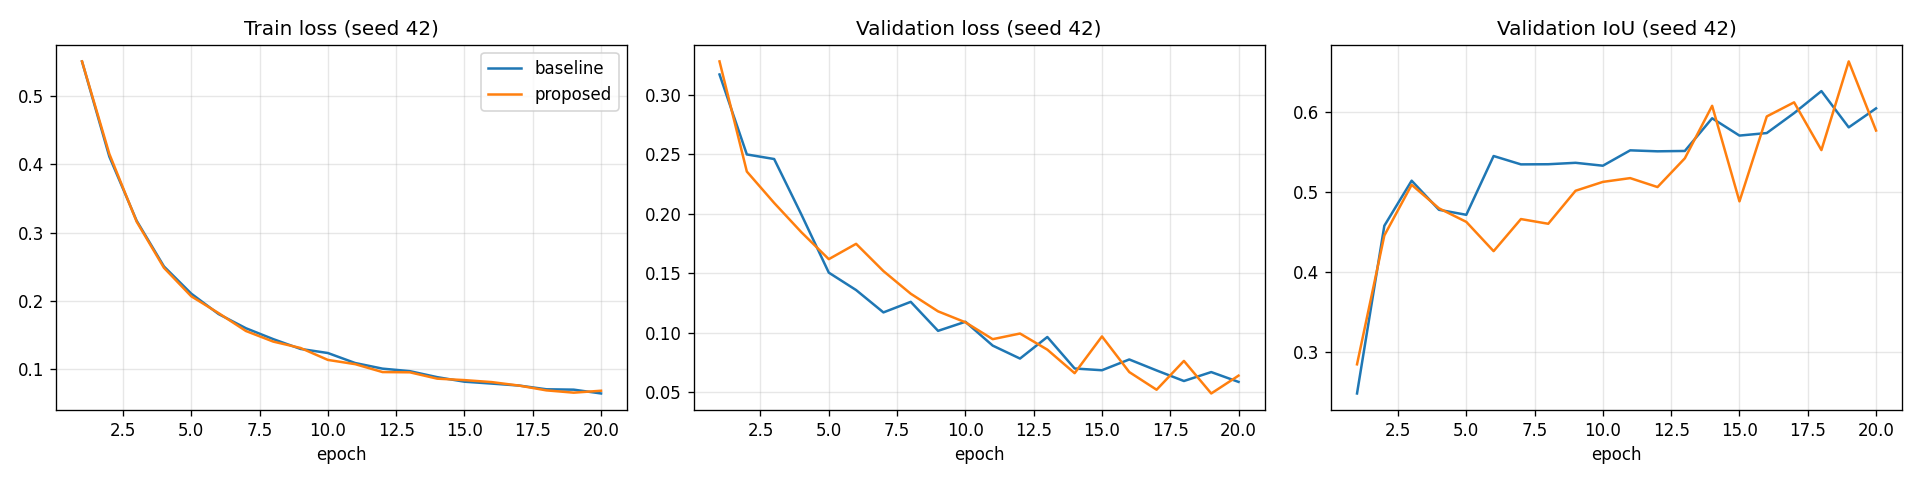 Train loss (seed 42)
baseline
proposed
0.5
0.4
0.3
0.2
0.1
2.5 5.0 7.5 10.0 12.5 15.0 17.5 20.0
epoch
Validation loss (seed 42)
0.30
0.25
0.20
0.15
0.10
0.05
2.5 5.0 7.5 10.0 12.5 15.0 17.5 20.0
epoch
Validation IoU (seed 42)
0.6
0.5
0.4
0.3
2.5 5.0 7.5 10.0 12.5 15.0 17.5 20.0
epoch